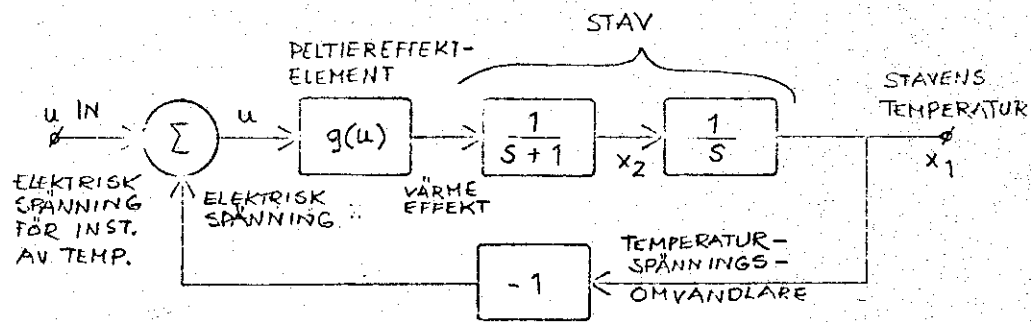 STAV
PELTIEREFFEKT-
ELEMENT
STAVENS
TEMPERATUR
u IN
Σ
u
g(u)
1
S + 1
x2
1
S
x1
ELEKTRISK
SPÄNNING
FÖR INST.
AV TEMP.
ELEKTRISK
SPÄNNING
VÄRME
EFFEKT
TEMPERATUR-
SPÄNNINGS-
OMVANDLARE
-1